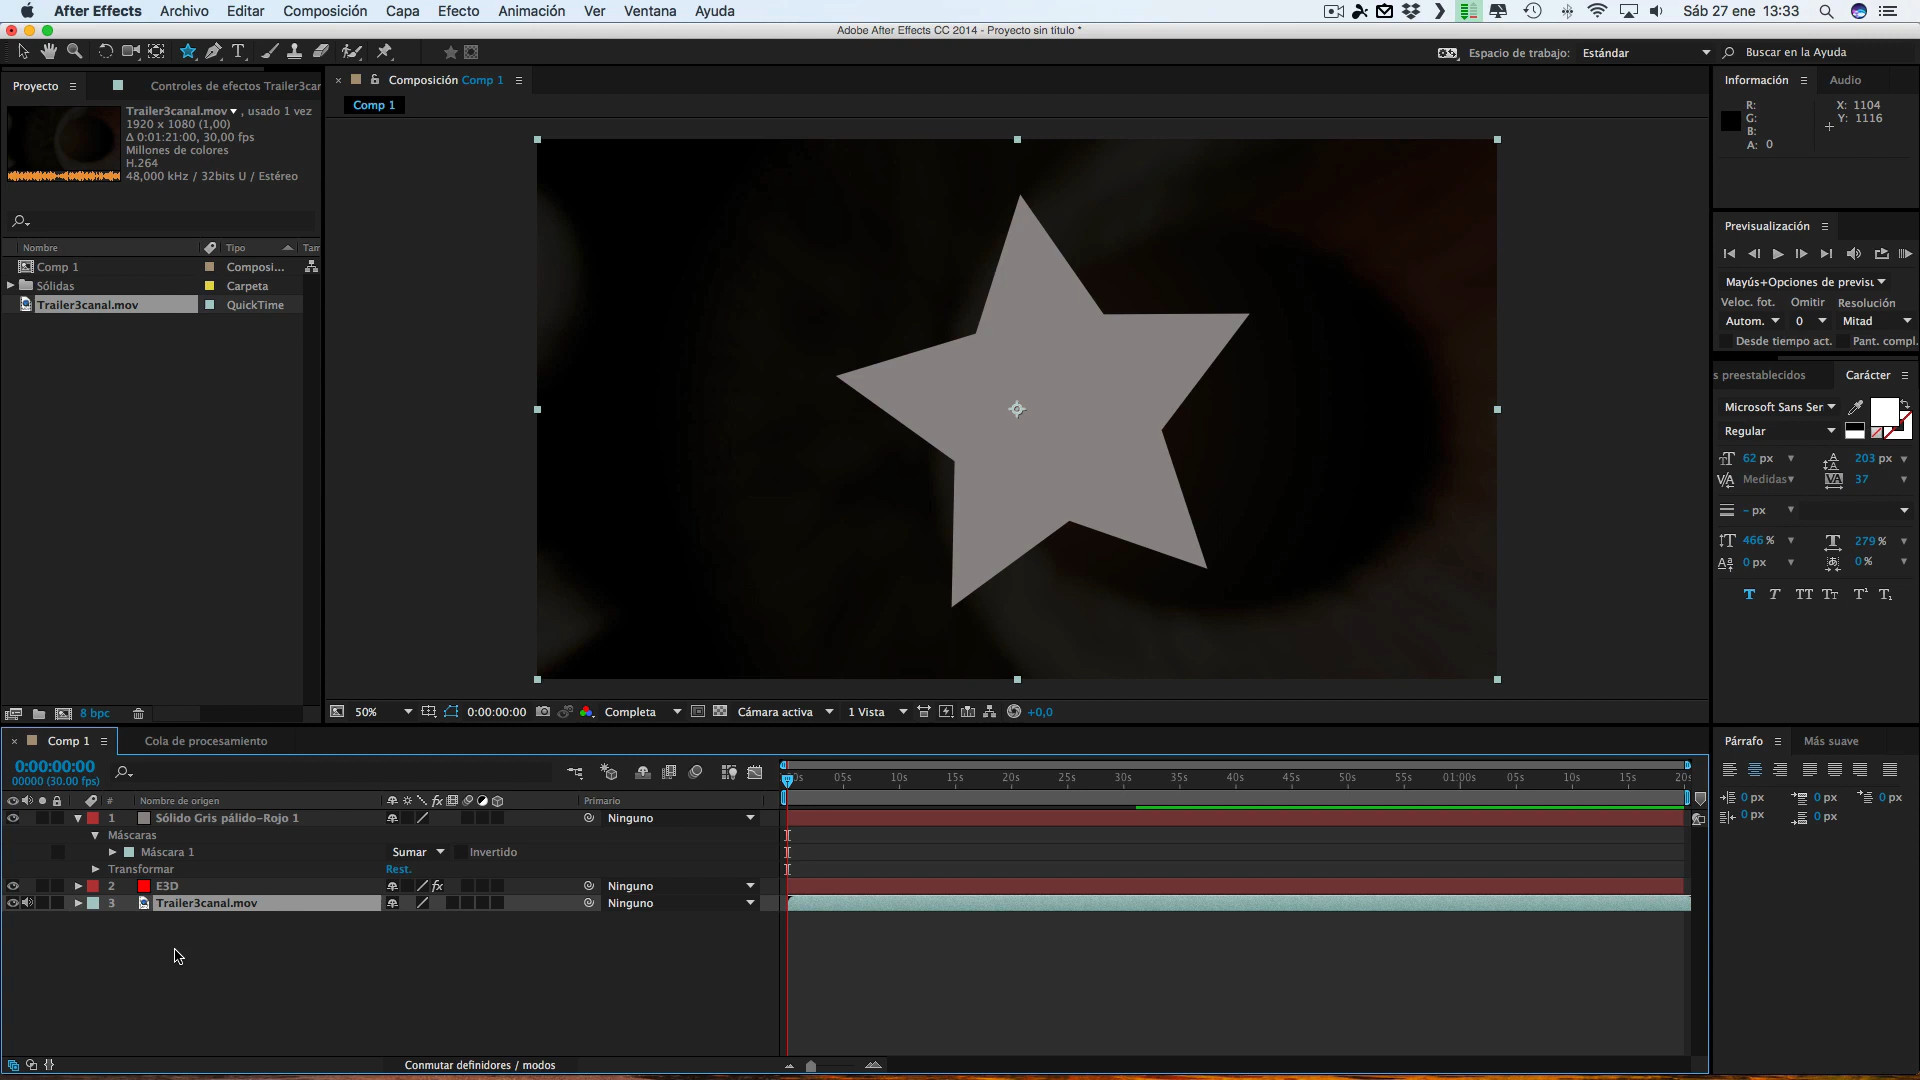 After Effects Archivo Editar Composición Capa Efecto Animación Ver Ventana Ayuda Sáb 27 ene 13:33
Adobe After Effects CC 2014 - Proyecto sin título *
Espacio de trabajo: Estándar Buscar en la Ayuda
Proyecto Controles de efectos Trailer3car
Composición Comp 1
Información Audio
Comp 1
Trailer3canal.mov , usado 1 vez
1920 x 1080 (1,00)
Δ 0:01:21:00, 30,00 fps
Millones de colores
H.264
48,000 kHz / 32bits U / Estéreo
R:
G:
B:
A: 0
X: 1104
Y: 1116
Nombre Tipo Tam
Comp 1 Composi...
Sólidas Carpeta
Trailer3canal.mov QuickTime
Previsualización
Mayús+Opciones de previsu
Veloc. fot. Omitir Resolución
Autom. 0 Mitad
Desde tiempo act. Pant. compl.
s preestablecidos Carácter
Microsoft Sans Ser
Regular
62 px 203 px
Medidas 37
- px
466 % 279 %
0 px 0 %
T T TT Tт T¹ T₁
8 bpc
50% 0:00:00:00 Completa Cámara activa 1 Vista +0,0
Comp 1 Cola de procesamiento
Párrafo Más suave
0:00:00:00
00000 (30.00 fps)
0s 05s 10s 15s 20s 25s 30s 35s 40s 45s 50s 55s 01:00s 05s 10s 15s 20s
# Nombre de origen fx Primario
1 Sólido Gris pálido-Rojo 1 Ninguno
Máscaras
Máscara 1 Sumar Invertido
Transformar Rest.
2 E3D fx Ninguno
3 Trailer3canal.mov Ninguno
0 px 0 px 0 px
0 px 0 px
Conmutar definidores / modos